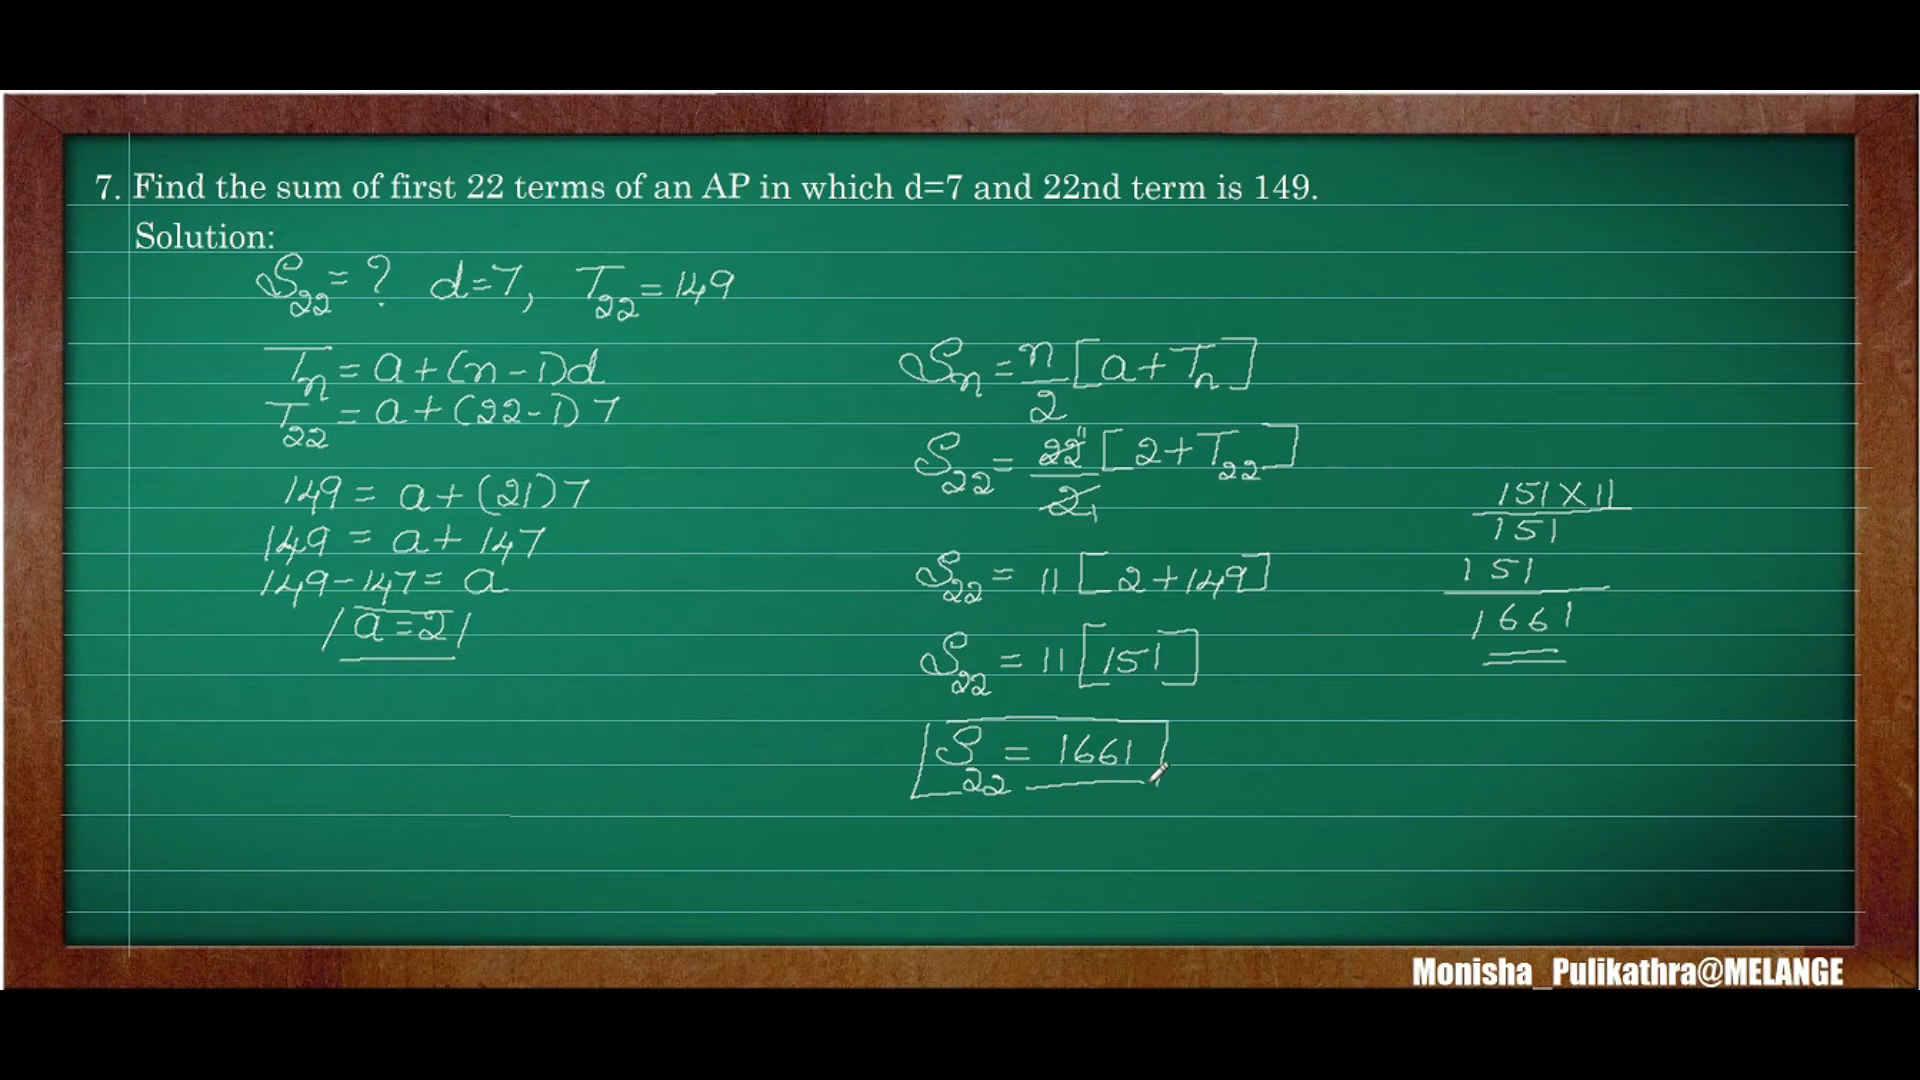 7. Find the sum of first 22 terms of an AP in which d=7 and 22nd term is 149.
Solution:
S₂₂ = ? d=7, T₂₂ = 149
Tₙ = a + (n-1)d
T₂₂ = a + (22-1)7
149 = a + (21)7
149 = a + 147
149-147 = a
a = 2
Sₙ = n/2 [a + Tₙ]
S₂₂ = 22/2 [2 + T₂₂]
11
1
S₂₂ = 11 [2 + 149]
S₂₂ = 11 [151]
S₂₂ = 1661
151 × 11
151
151
1661
Monisha_Pulikathra@MELANGE